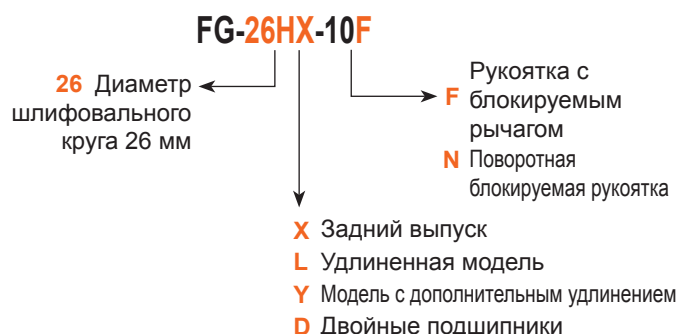 FG-26HX-10F
26 Диаметр
шлифовального
круга 26 мм
Рукоятка с
F блокируемым
рычагом
N Поворотная
блокируемая рукоятка
X Задний выпуск
L Удлиненная модель
Y Модель с дополнительным удлинением
D Двойные подшипники